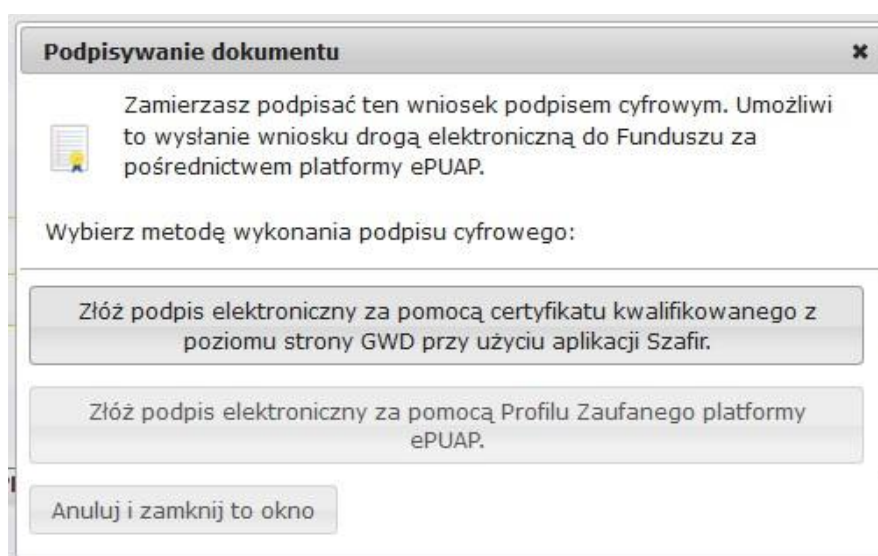 Podpisywanie dokumentu
Zamierzasz podpisać ten wniosek podpisem cyfrowym. Umożliwi
to wysłanie wniosku drogą elektroniczną do Funduszu za
pośrednictwem platformy ePUAP.
Wybierz metodę wykonania podpisu cyfrowego:
Złóż podpis elektroniczny za pomocą certyfikatu kwalifikowanego z
poziomu strony GWD przy użyciu aplikacji Szafir.
Złóż podpis elektroniczny za pomocą Profilu Zaufanego platformy
ePUAP.
Anuluj i zamknij to okno